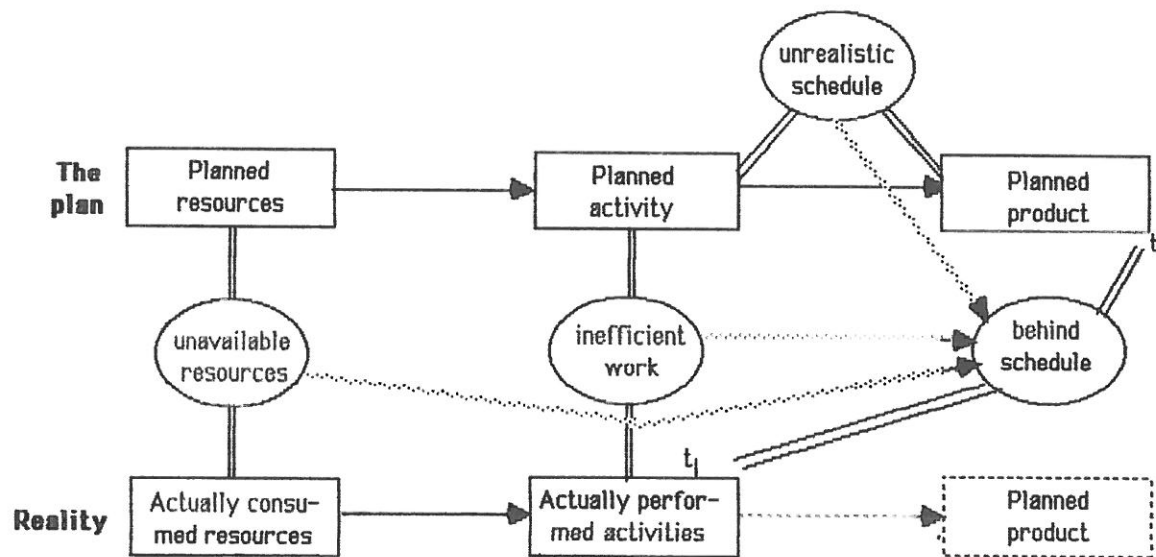 unrealistic
schedule
The
plan
Planned
resources
Planned
activity
Planned
product
t
unavailable
resources
inefficient
work
behind
schedule
t
Reality
Actually consu-
med resources
Actually perfor-
med activities
Planned
product